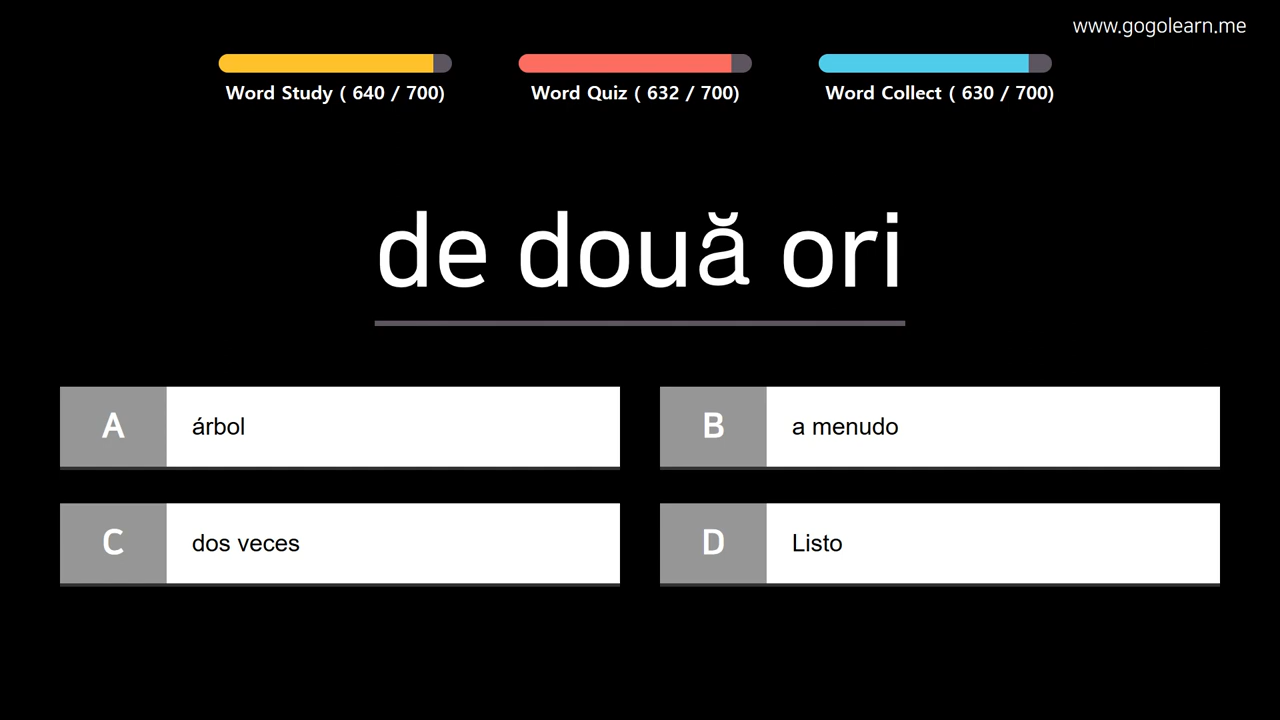 www.gogolearn.me
Word Study ( 640 / 700)
Word Quiz ( 632 / 700)
Word Collect ( 630 / 700)
de două ori
A árbol
B a menudo
C dos veces
D Listo